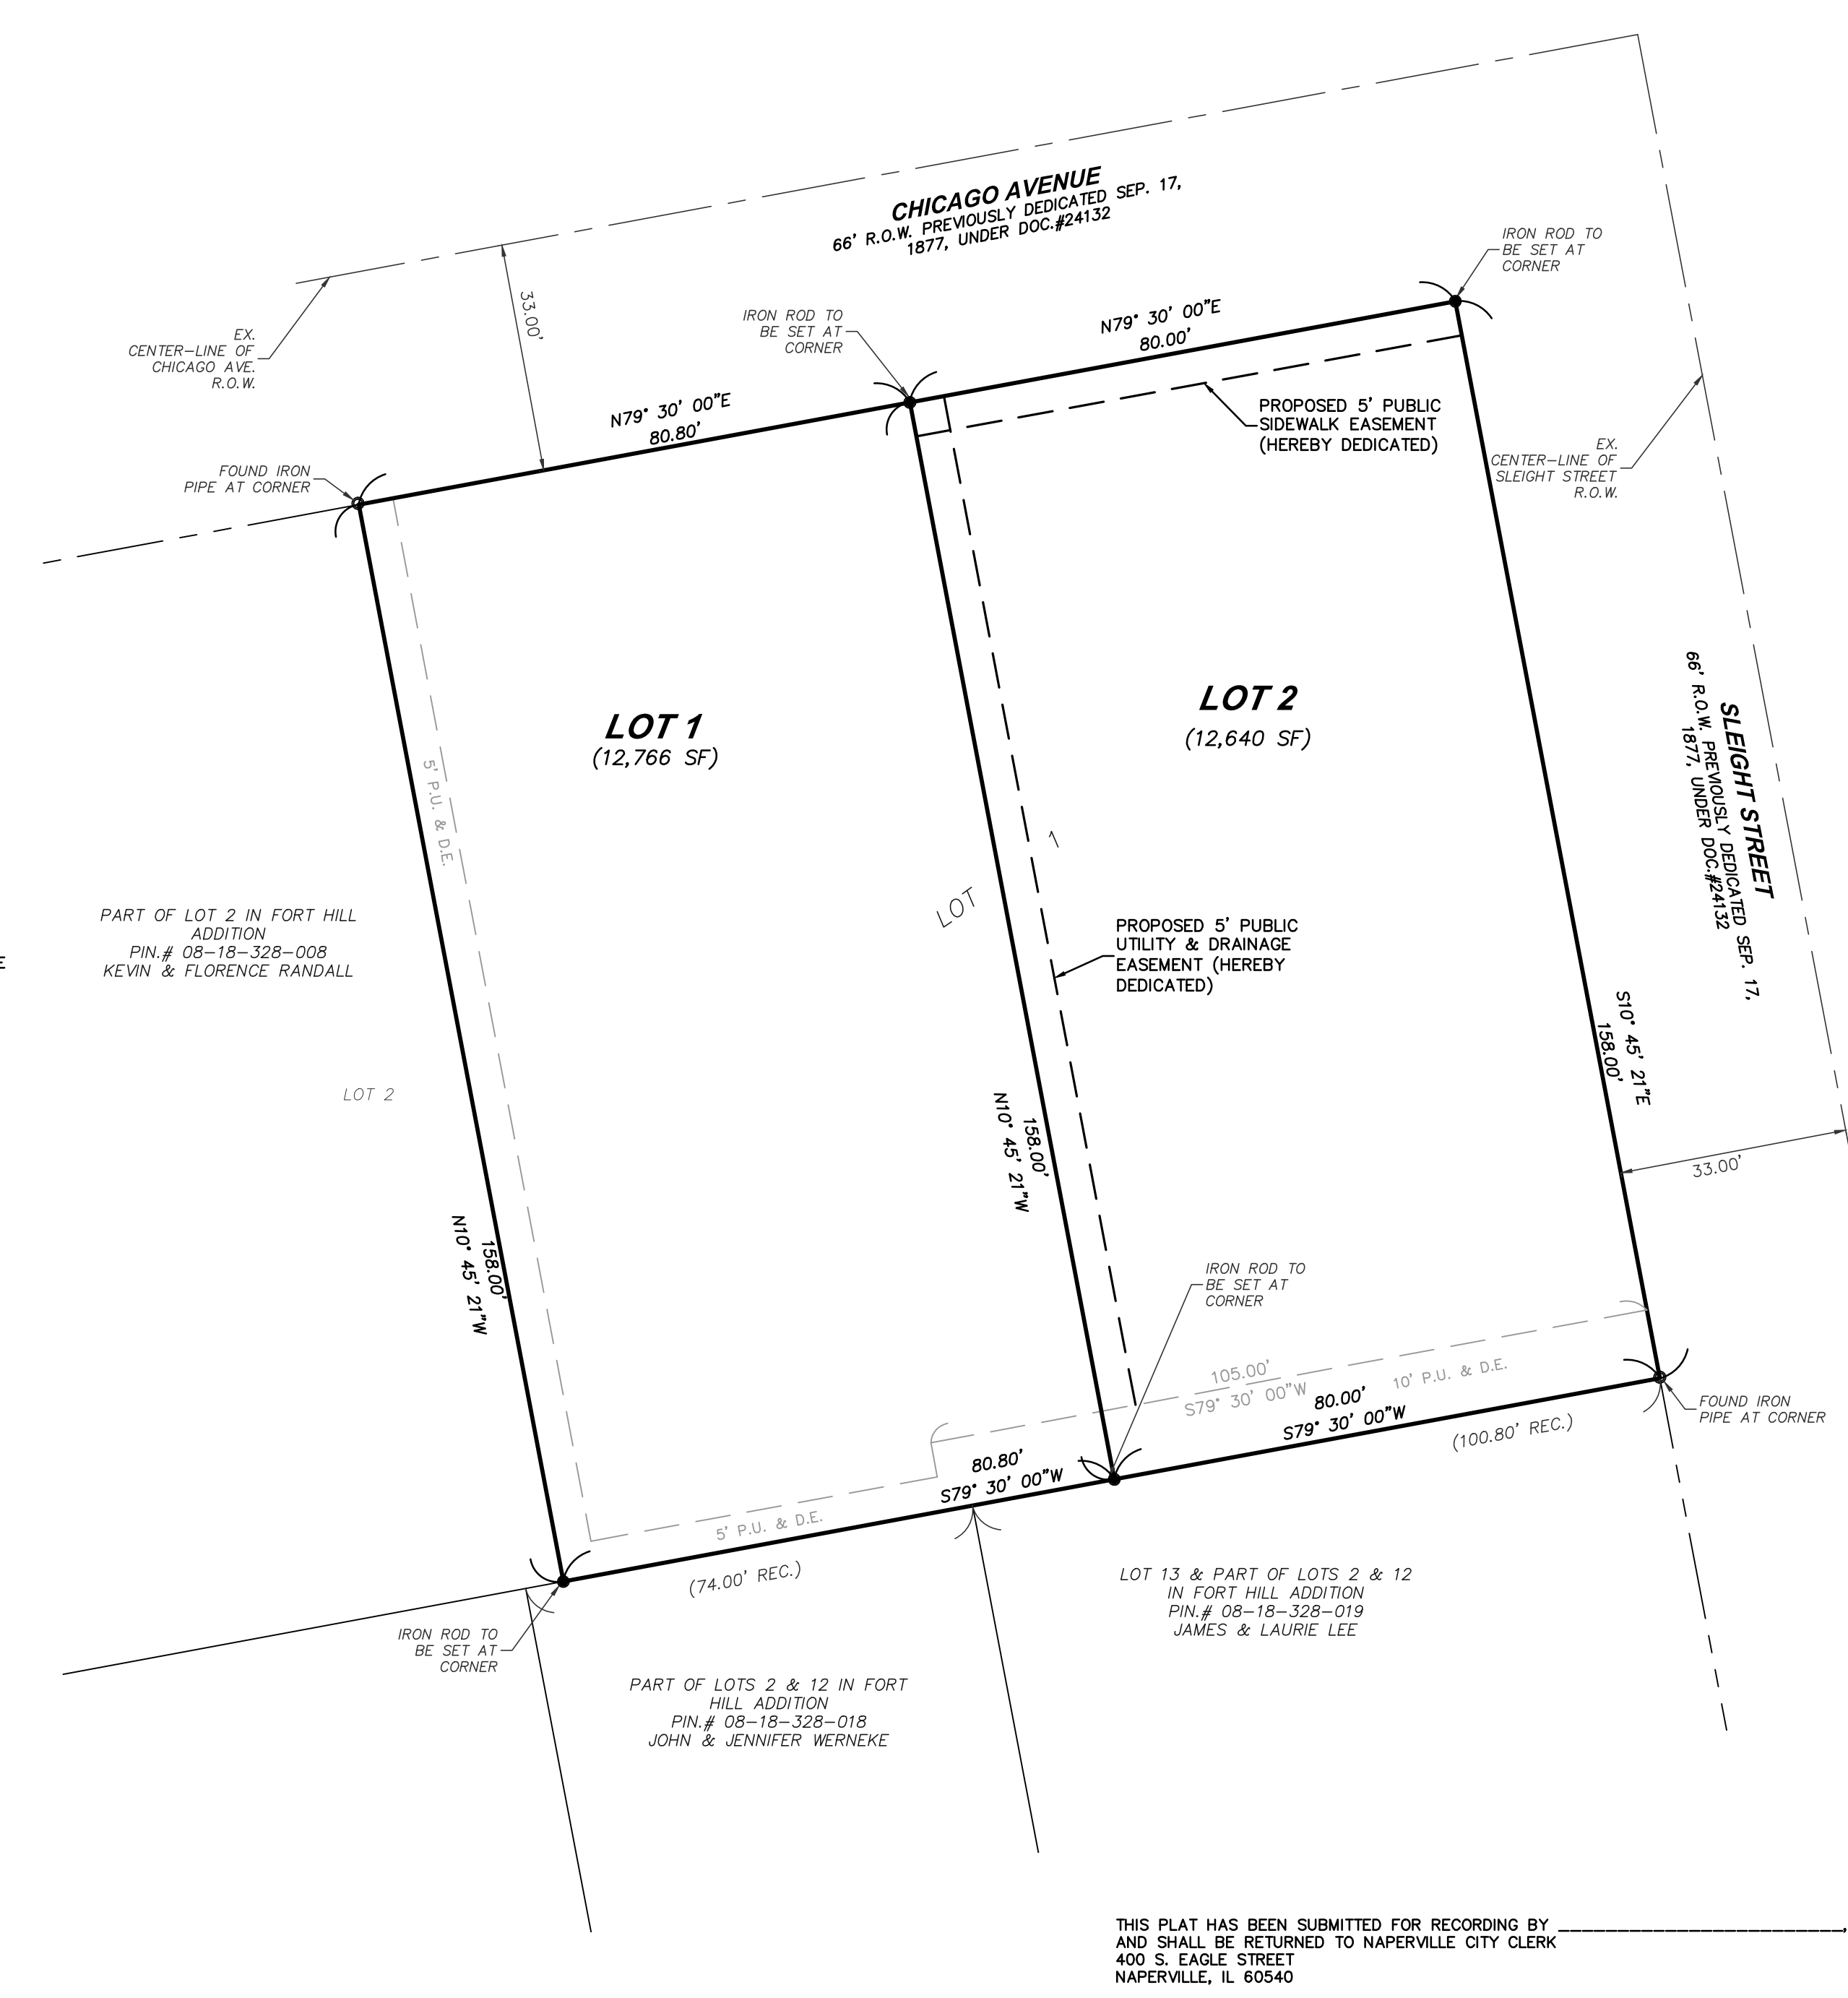 CHICAGO AVENUE
66' R.O.W. PREVIOUSLY DEDICATED SEP. 17,
1877, UNDER DOC.#24132
IRON ROD TO
BE SET AT
CORNER
33.00'
IRON ROD TO
BE SET AT
CORNER
N79° 30' 00"E
80.00'
EX.
CENTER-LINE OF
CHICAGO AVE.
R.O.W.
N79° 30' 00"E
80.80'
PROPOSED 5' PUBLIC
SIDEWALK EASEMENT
(HEREBY DEDICATED)
EX.
CENTER-LINE OF
SLEIGHT STREET
R.O.W.
FOUND IRON
PIPE AT CORNER
LOT 1
(12,766 SF)
LOT 2
(12,640 SF)
SLEIGHT STREET
66' R.O.W. PREVIOUSLY DEDICATED SEP. 17,
1877, UNDER DOC.#24132
5' P.U. & D.E.
LOT 1
PART OF LOT 2 IN FORT HILL
ADDITION
PIN.# 08-18-328-008
KEVIN & FLORENCE RANDALL
E
PROPOSED 5' PUBLIC
UTILITY & DRAINAGE
EASEMENT (HEREBY
DEDICATED)
S10° 45' 21"E
158.00'
LOT 2
158.00'
N10° 45' 21"W
33.00'
158.00'
N10° 45' 21"W
IRON ROD TO
BE SET AT
CORNER
105.00'
S79° 30' 00"W
10' P.U. & D.E.
80.00'
S79° 30' 00"W
(100.80' REC.)
FOUND IRON
PIPE AT CORNER
80.80'
S79° 30' 00"W
5' P.U. & D.E.
(74.00' REC.)
LOT 13 & PART OF LOTS 2 & 12
IN FORT HILL ADDITION
PIN.# 08-18-328-019
JAMES & LAURIE LEE
IRON ROD TO
BE SET AT
CORNER
PART OF LOTS 2 & 12 IN FORT
HILL ADDITION
PIN.# 08-18-328-018
JOHN & JENNIFER WERNEKE
THIS PLAT HAS BEEN SUBMITTED FOR RECORDING BY ________________________,
AND SHALL BE RETURNED TO NAPERVILLE CITY CLERK
400 S. EAGLE STREET
NAPERVILLE, IL 60540